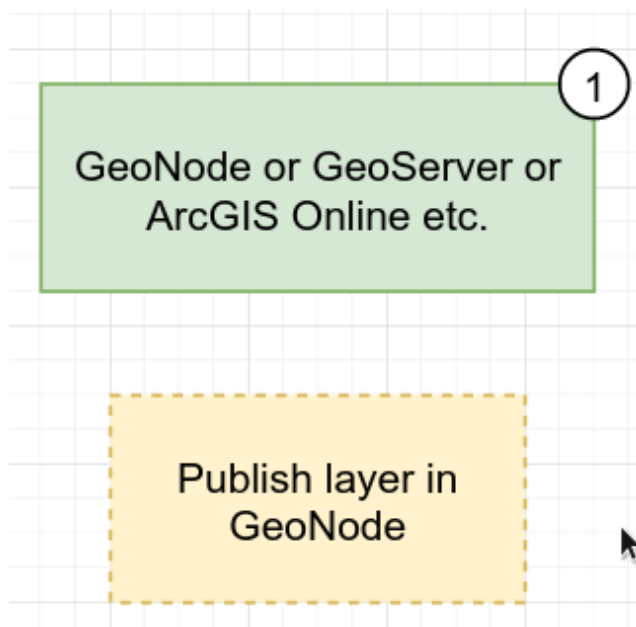 1
GeoNode or GeoServer or
ArcGIS Online etc.
Publish layer in
GeoNode